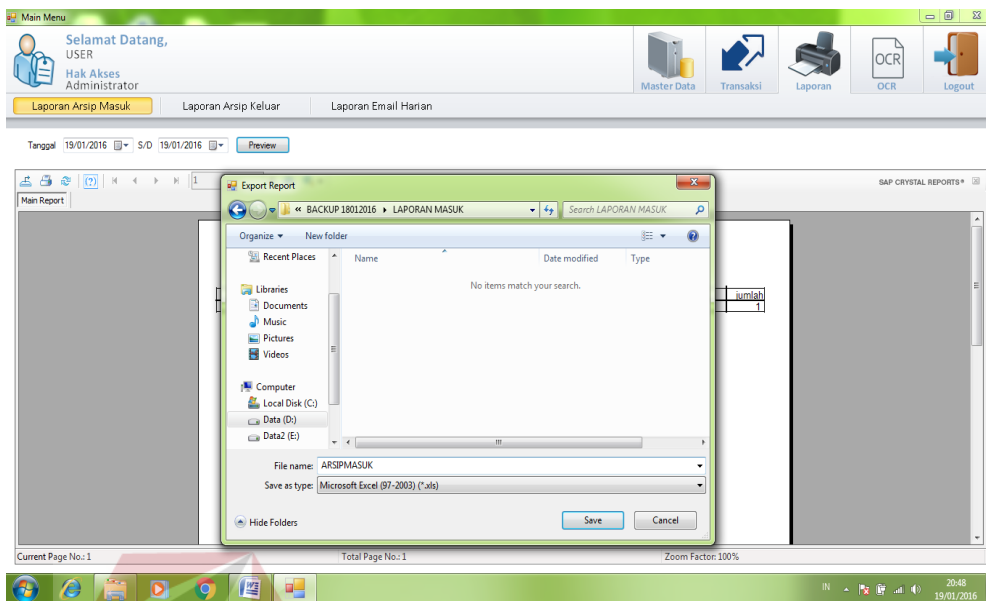 Main Menu
Selamat Datang,
USER
Hak Akses
Administrator
Master Data
Transaksi
Laporan
OCR
OCR
Logout
Laporan Arsip Masuk
Laporan Arsip Keluar
Laporan Email Harian
Tanggal 19/01/2016 S/D 19/01/2016 Preview
1
SAP CRYSTAL REPORTS®
Main Report
Export Report
« BACKUP 18012016 LAPORAN MASUK
Search LAPORAN MASUK
Organize
New folder
Recent Places
Libraries
Documents
Music
Pictures
Videos
Computer
Local Disk (C:)
Data (D:)
Data2 (E:)
Name
Date modified
Type
No items match your search.
jumlah
1
File name: ARSIPMASUK
Save as type: Microsoft Excel (97-2003) (*.xls)
Hide Folders
Save
Cancel
Current Page No.: 1
Total Page No.: 1
Zoom Factor: 100%
IN
20:48
19/01/2016